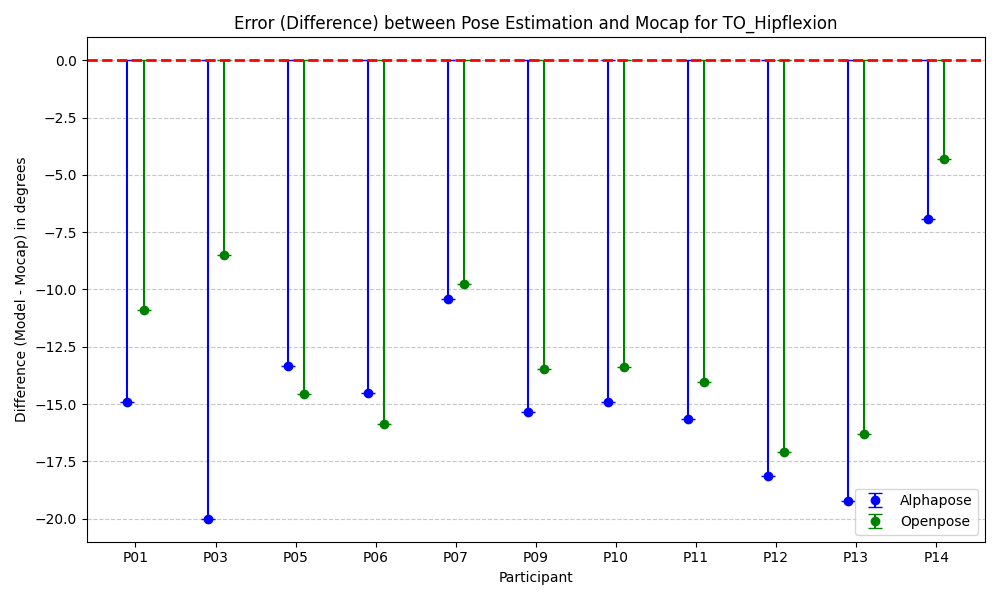 Error (Difference) between Pose Estimation and Mocap for TO_Hipflexion
Difference (Model - Mocap) in degrees
0.0
−2.5
−5.0
−7.5
−10.0
−12.5
−15.0
−17.5
−20.0
P01 P03 P05 P06 P07 P09 P10 P11 P12 P13 P14
Participant
Alphapose
Openpose